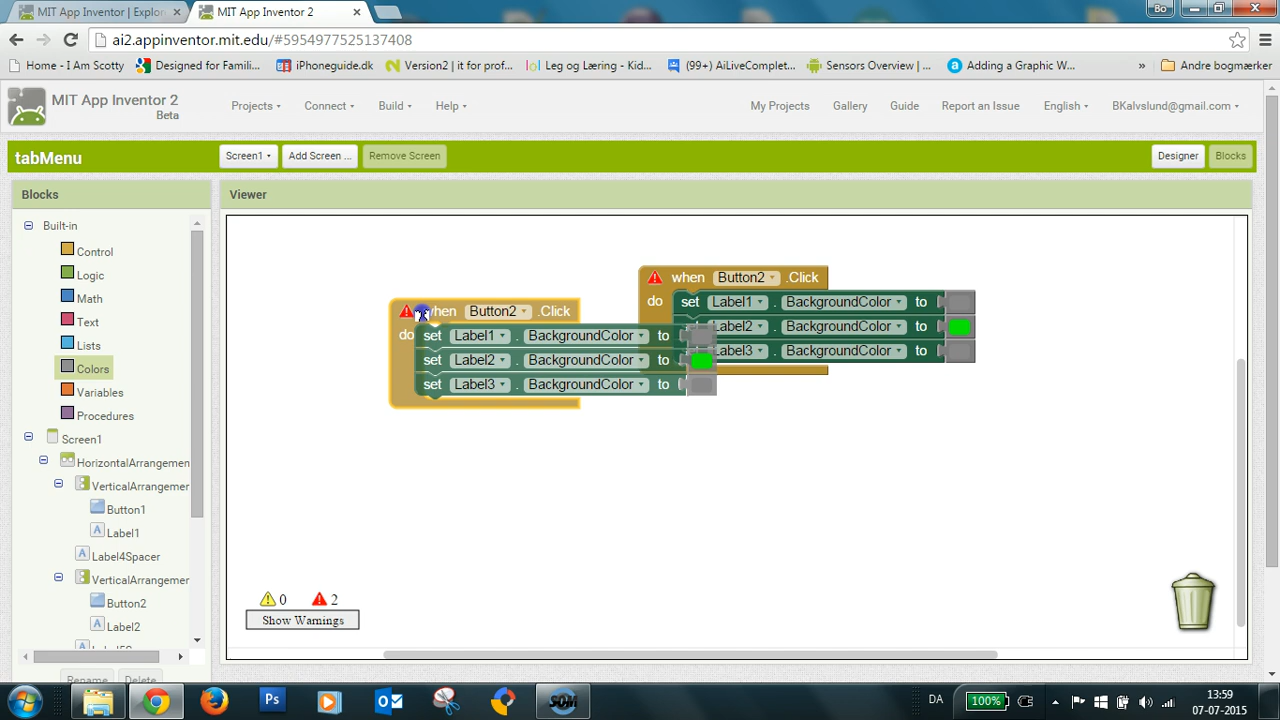 MIT App Inventor | Explor
MIT App Inventor 2
Bo
ai2.appinventor.mit.edu/#5954977525137408
Home - I Am Scotty
Designed for Famili...
iPhoneguide.dk
Version2 | it for prof...
Leg og Læring - Kid...
(99+) AiLiveComplet...
Sensors Overview | ...
Adding a Graphic W...
»
Andre bogmærker
MIT App Inventor 2
Beta
Projects
Connect
Build
Help
My Projects
Gallery
Guide
Report an Issue
English
BKalvslund@gmail.com
tabMenu
Screen1
Add Screen ...
Remove Screen
Designer
Blocks
Blocks
Viewer
Built-in
Control
Logic
Math
Text
Lists
Colors
Variables
Procedures
Screen1
HorizontalArrangemen
VerticalArrangemer
Button1
Label1
Label4Spacer
VerticalArrangemer
Button2
Label2
Rename
Delete
when Button2 .Click
do set Label1 . BackgroundColor to
Label2 . BackgroundColor to
Label3 . BackgroundColor to
when Button2 .Click
do set Label1 . BackgroundColor to
set Label2 . BackgroundColor to
set Label3 . BackgroundColor to
0
2
Show Warnings
Ps
DA
100%
13:59
07-07-2015